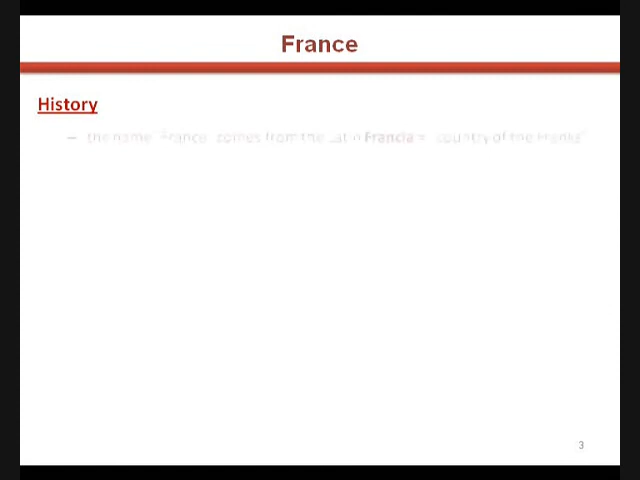 France
History
– the name "France" comes from the Latin Francia = "country of the Franks"
3